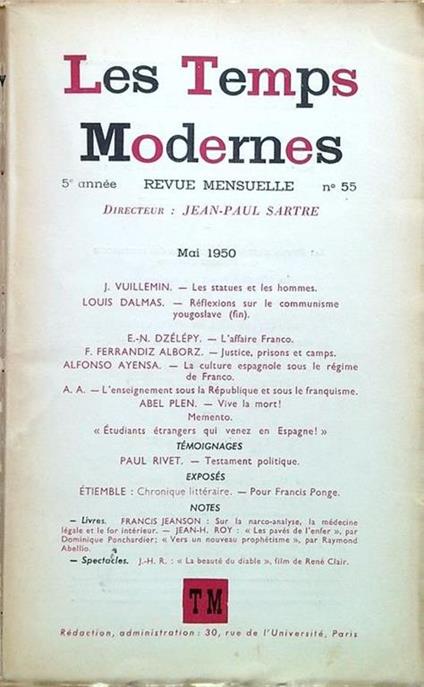 Les Temps
Modernes
5e année REVUE MENSUELLE no 55
DIRECTEUR : JEAN-PAUL SARTRE
Mai 1950
J. VUILLEMIN. — Les statues et les hommes.
LOUIS DALMAS. — Réflexions sur le communisme
yougoslave (fin).
E.-N. DZÉLÉPY. — L'affaire Franco.
F. FERRANDIZ ALBORZ. — Justice, prisons et camps.
ALFONSO AYENSA. — La culture espagnole sous le régime
de Franco.
A. A. — L'enseignement sous la République et sous le franquisme.
ABEL PLEN. — Vive la mort!
Memento.
« Étudiants étrangers qui venez en Espagne! »
TÉMOIGNAGES
PAUL RIVET. — Testament politique.
EXPOSÉS
ÉTIEMBLE : Chronique littéraire. — Pour Francis Ponge.
NOTES
— Livres. FRANCIS JEANSON : Sur la narco-analyse, la médecine
légale et le for intérieur. — JEAN-H. ROY : « Les pavés de l'enfer », par
Dominique Ponchardier; « Vers un nouveau prophétisme », par Raymond
Abellio.
— Spectacles. J.-H. R. : « La beauté du diable », film de René Clair.
TM
Rédaction, administration : 30, rue de l'Université, Paris